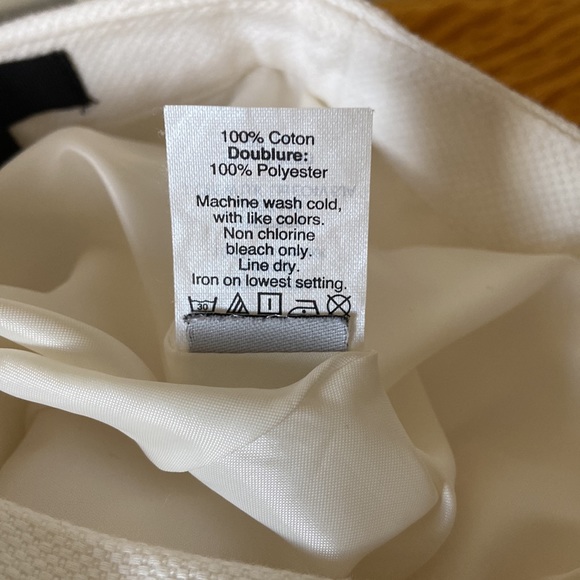 100% Coton
Doublure:
100% Polyester
Machine wash cold,
with like colors.
Non chlorine
bleach only.
Line dry.
Iron on lowest setting.
30